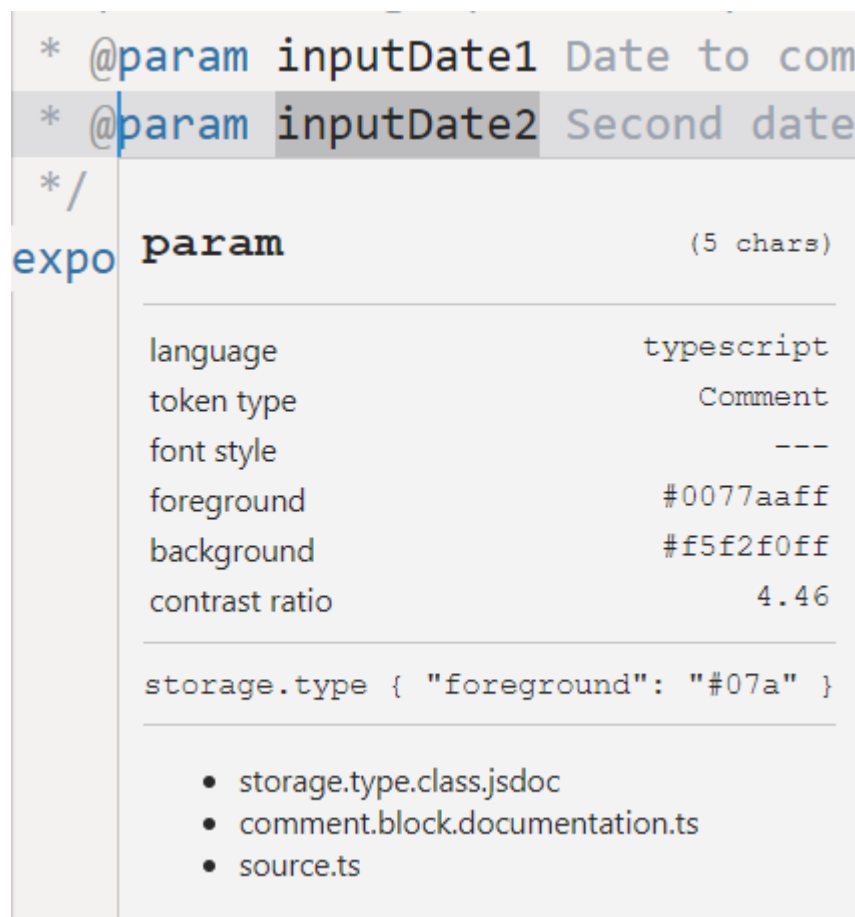 * @param inputDate1 Date to com
* @param inputDate2 Second date
*/
expo
param (5 chars)
language typescript
token type Comment
font style ---
foreground #0077aaff
background #f5f2f0ff
contrast ratio 4.46
storage.type { "foreground": "#07a" }
• storage.type.class.jsdoc
• comment.block.documentation.ts
• source.ts